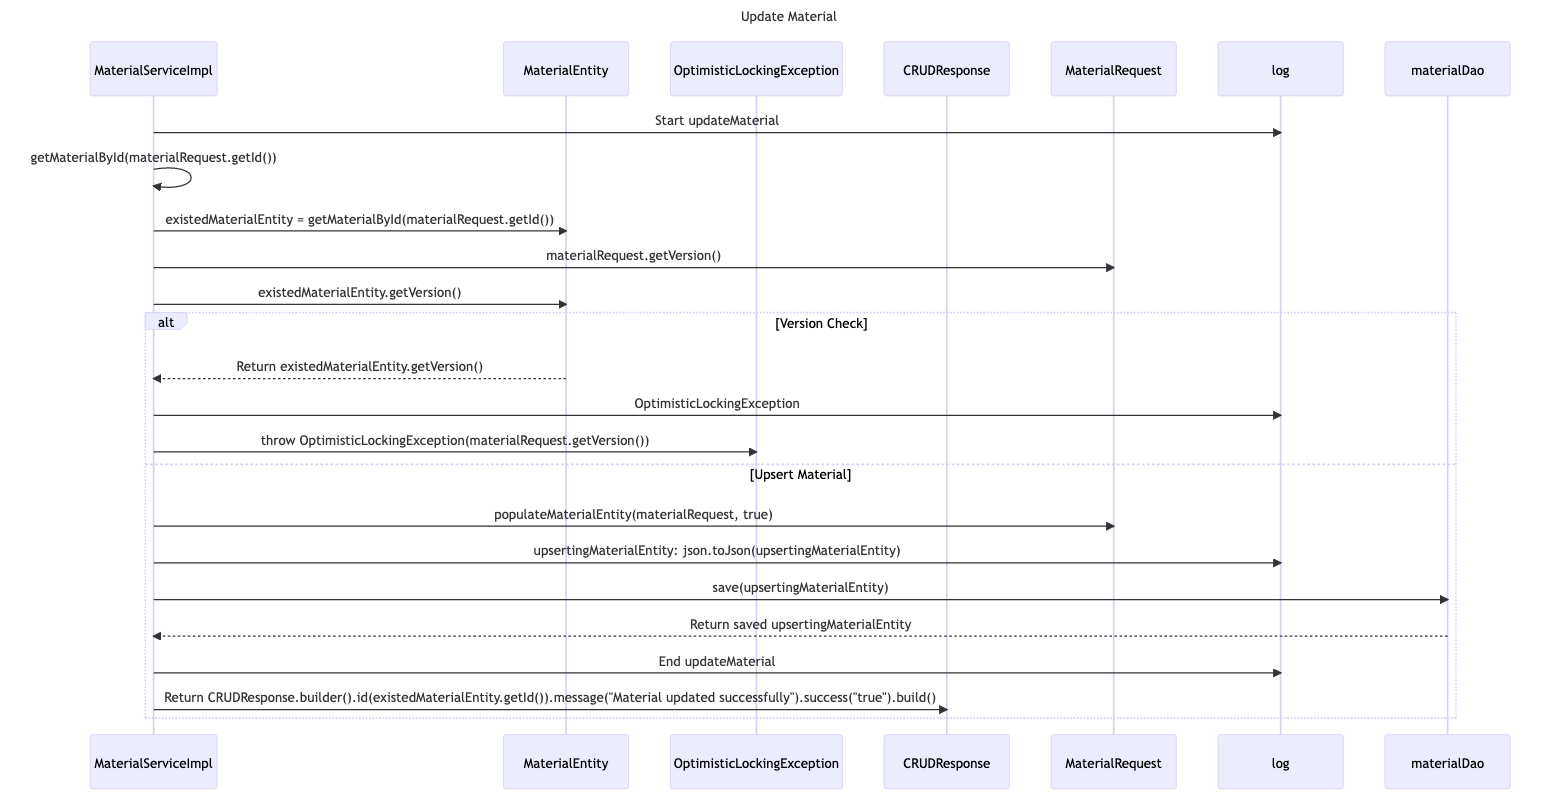 Update Material
MaterialServiceImpl
MaterialEntity
OptimisticLockingException
CRUDResponse
MaterialRequest
log
materialDao
Start updateMaterial
getMaterialById(materialRequest.getId())
existedMaterialEntity = getMaterialById(materialRequest.getId())
materialRequest.getVersion()
existedMaterialEntity.getVersion()
alt
[Version Check]
Return existedMaterialEntity.getVersion()
OptimisticLockingException
throw OptimisticLockingException(materialRequest.getVersion())
[Upsert Material]
populateMaterialEntity(materialRequest, true)
upsertingMaterialEntity: json.toJson(upsertingMaterialEntity)
save(upsertingMaterialEntity)
Return saved upsertingMaterialEntity
End updateMaterial
Return CRUDResponse.builder().id(existedMaterialEntity.getId()).message("Material updated successfully").success("true").build()
MaterialServiceImpl
MaterialEntity
OptimisticLockingException
CRUDResponse
MaterialRequest
log
materialDao